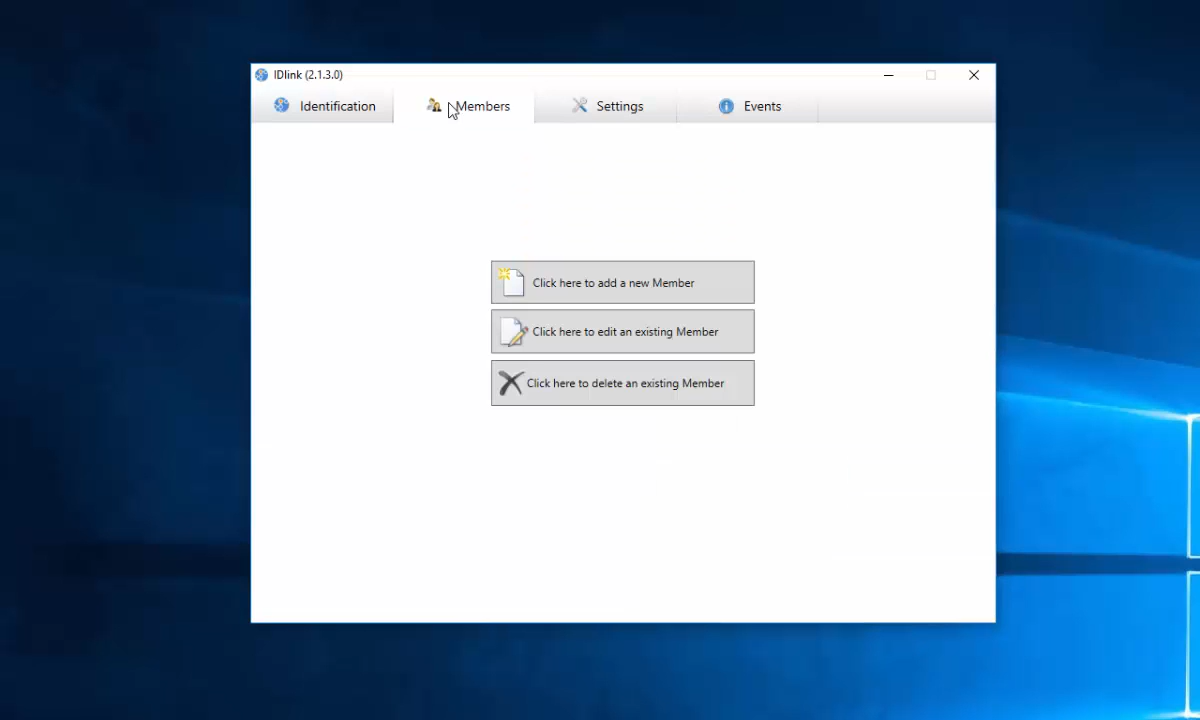 IDlink (2.1.3.0)
Identification
Members
Settings
Events
Click here to add a new Member
Click here to edit an existing Member
Click here to delete an existing Member